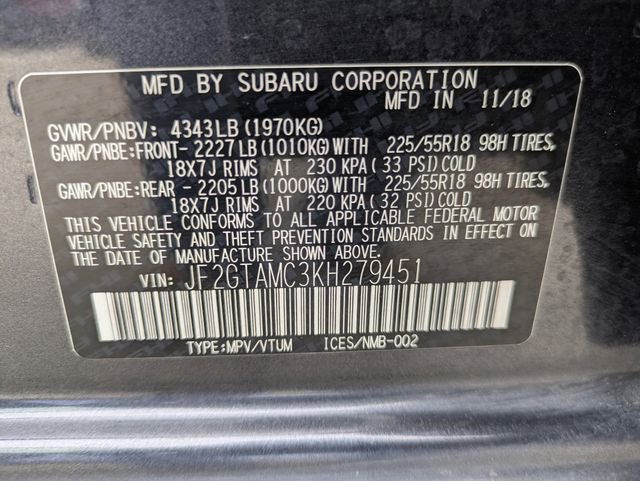 MFD BY SUBARU CORPORATION
MFD IN 11/18
GVWR/PNBV: 4343LB(1970KG)
GAWR/PNBE:FRONT- 2227LB(1010KG)WITH 225/55R18 98H TIRES,
18X7J RIMS AT 230 KPA(33 PSI)COLD
GAWR/PNBE:REAR - 2205LB(1000KG)WITH 225/55R18 98H TIRES,
18X7J RIMS AT 220 KPA(32 PSI)COLD
THIS VEHICLE CONFORMS TO ALL APPLICABLE FEDERAL MOTOR
VEHICLE SAFETY AND THEFT PREVENTION STANDARDS IN EFFECT ON
THE DATE OF MANUFACTURE SHOWN ABOVE.
VIN: JF2GTAMC3KH279451
TYPE:MPV/VTUM ICES/NMB-002